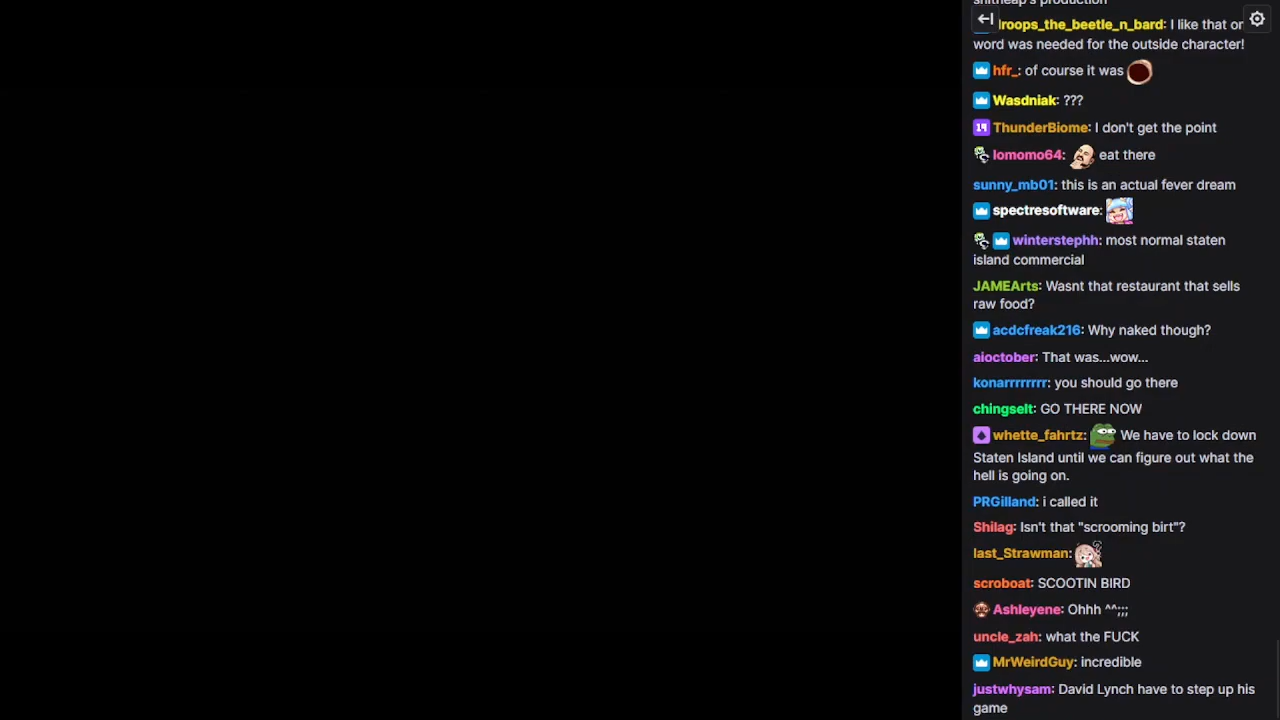 shitheap's production
droops_the_beetle_n_bard: I like that
word was needed for the outside character!
hfr_: of course it was
Wasdniak: ???
ThunderBiome: I don't get the point
lomomo64: eat there
sunny_mb01: this is an actual fever dream
spectresoftware:
winterstephh: most normal staten
island commercial
JAMEArts: Wasnt that restaurant that sells
raw food?
acdcfreak216: Why naked though?
aioctober: That was...wow...
konarrrrrrrr: you should go there
chingselt: GO THERE NOW
whette_fahrtz: We have to lock down
Staten Island until we can figure out what the
hell is going on.
PRGilland: i called it
Shilag: Isn't that "scrooming birt"?
last_Strawman:
scroboat: SCOOTIN BIRD
Ashleyene: Ohhh ^^;;;
uncle_zah: what the FUCK
MrWeirdGuy: incredible
justwhysam: David Lynch have to step up his
game